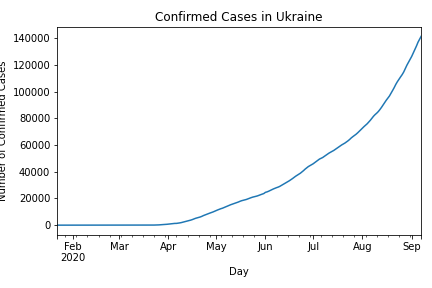 Confirmed Cases in Ukraine
140000
120000
100000
80000
60000
40000
20000
0
Number of Confirmed Cases
Feb Mar Apr May Jun Jul Aug Sep
2020
Day